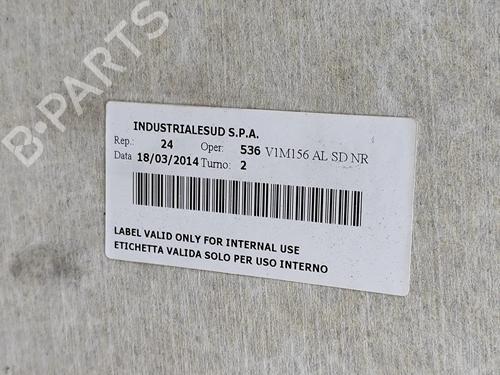 B-PARTS
INDUSTRIALESUD S.P.A.
Rep.: 24 Oper: 536 V1M156 AL SD NR
Data 18/03/2014 Turno: 2
LABEL VALID ONLY FOR INTERNAL USE
ETICHETTA VALIDA SOLO PER USO INTERNO